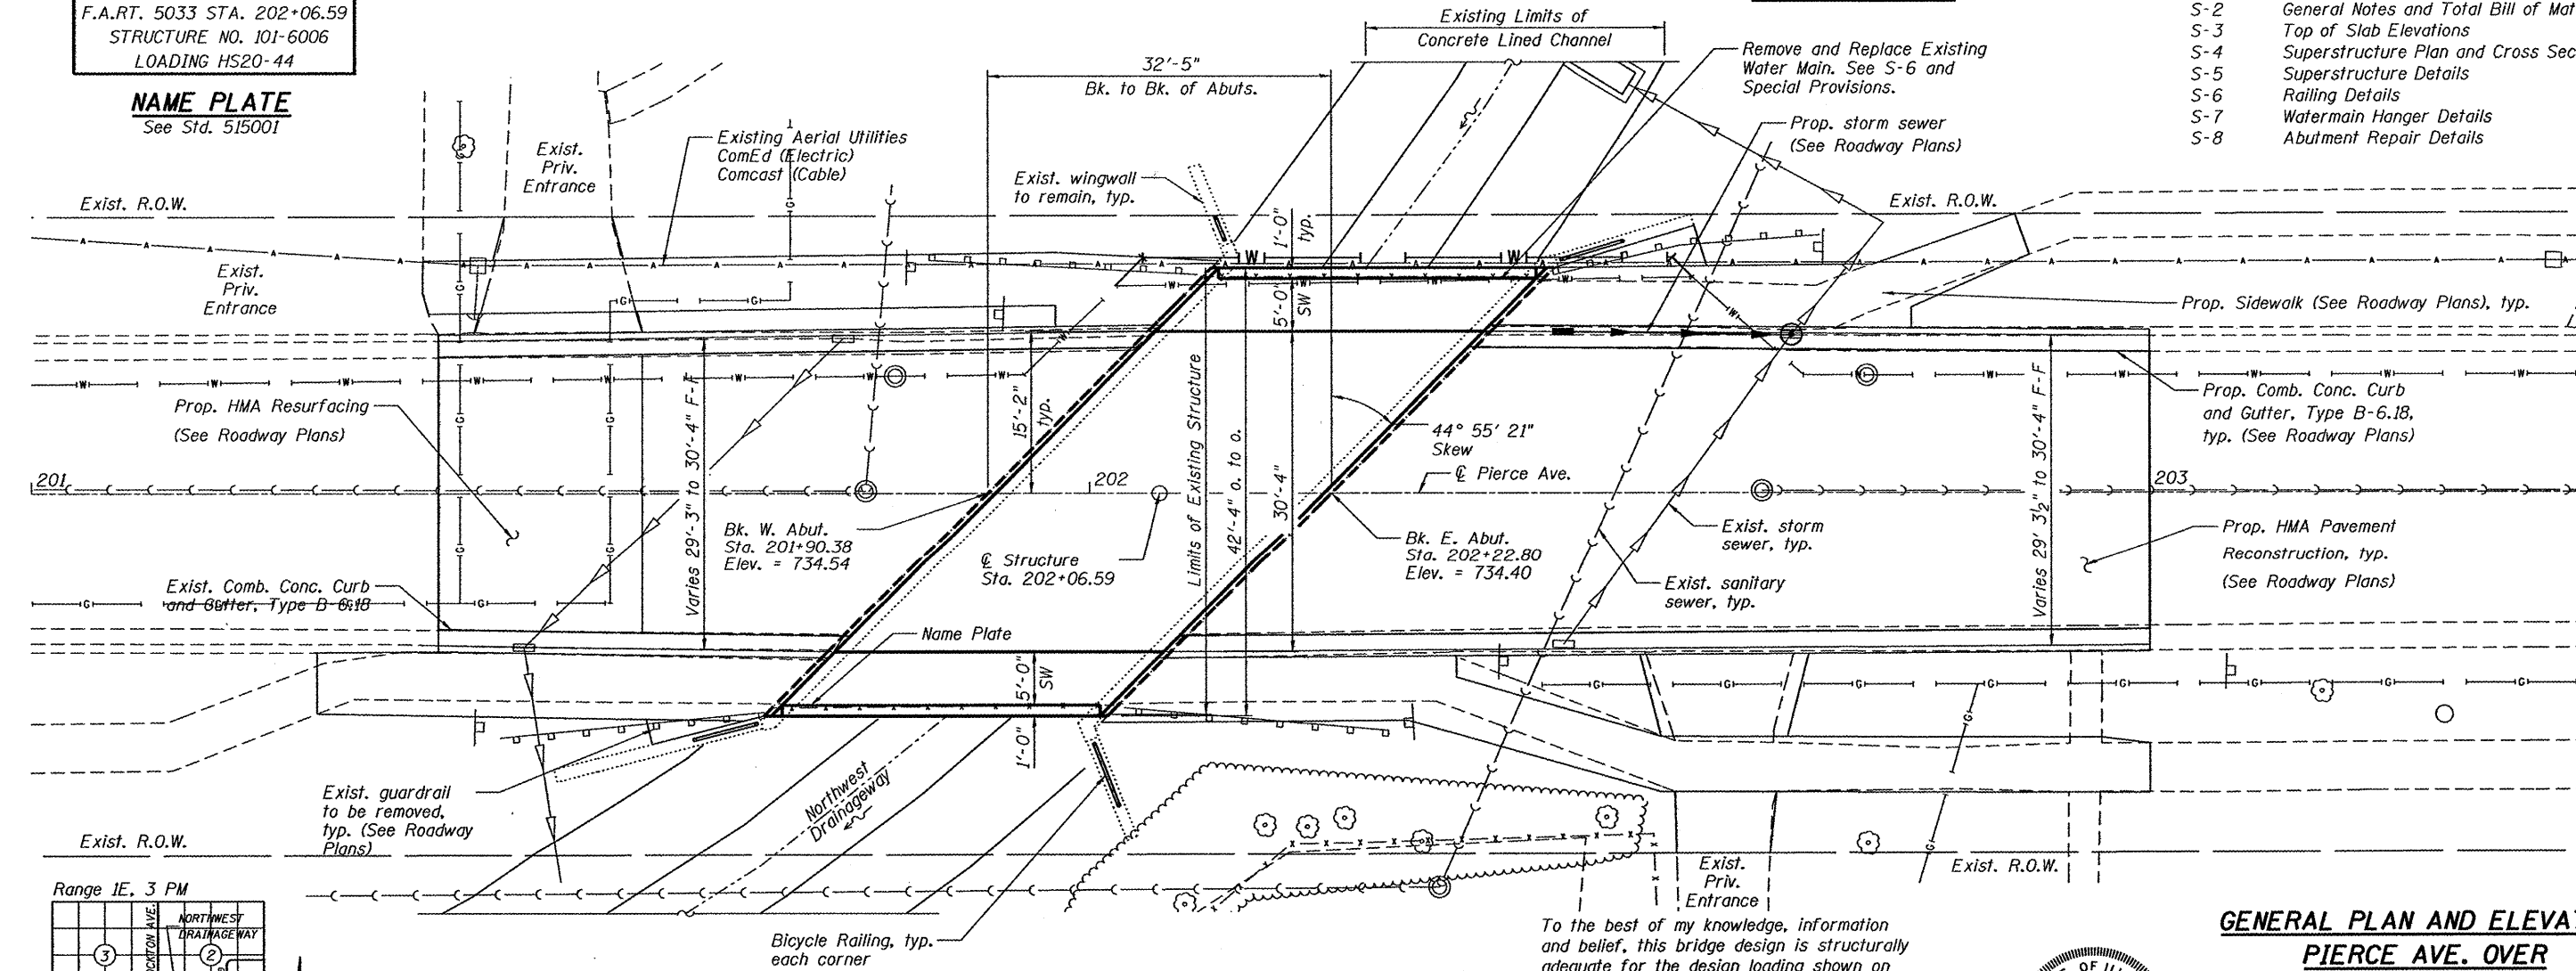 F.A.RT. 5033 STA. 202+06.59
STRUCTURE NO. 101-6006
LOADING HS20-44
NAME PLATE
See Std. 515001
Existing Limits of
Concrete Lined Channel
32'-5"
Bk. to Bk. of Abuts.
Remove and Replace Existing
Water Main. See S-6 and
Special Provisions.
S-2 General Notes and Total Bill of Mat
S-3 Top of Slab Elevations
S-4 Superstructure Plan and Cross Sec
S-5 Superstructure Details
S-6 Railing Details
S-7 Watermain Hanger Details
S-8 Abutment Repair Details
Prop. storm sewer
(See Roadway Plans)
Existing Aerial Utilities
ComEd (Electric)
Comcast (Cable)
Exist.
Priv.
Entrance
Exist. wingwall
to remain, typ.
Exist. R.O.W.
Exist. R.O.W.
1'-0"
typ.
Exist.
Priv.
Entrance
5'-0"
SW
Prop. Sidewalk (See Roadway Plans), typ.
Prop. HMA Resurfacing
(See Roadway Plans)
Varies 29'-3" to 30'-4" F-F
15'-2"
typ.
Limits of Existing Structure
42'-4" o. to o.
30'-4"
44° 55' 21"
Skew
℄ Pierce Ave.
Prop. Comb. Conc. Curb
and Gutter, Type B-6.18,
typ. (See Roadway Plans)
Varies 29' 3½" to 30'-4" F-F
201
202
203
Bk. W. Abut.
Sta. 201+90.38
Elev. = 734.54
℄ Structure
Sta. 202+06.59
Bk. E. Abut.
Sta. 202+22.80
Elev. = 734.40
Exist. storm
sewer, typ.
Exist. sanitary
sewer, typ.
Prop. HMA Pavement
Reconstruction, typ.
(See Roadway Plans)
Exist. Comb. Conc. Curb
and Gutter, Type B-6.18
Name Plate
5'-0"
SW
1'-0"
Exist. guardrail
to be removed,
typ. (See Roadway
Plans)
Northwest
Drainageway
Exist. R.O.W.
Exist.
Priv.
Entrance
Exist. R.O.W.
Range 1E, 3 PM
NORTHWEST
DRAINAGEWAY
3
2
Bicycle Railing, typ.
each corner
To the best of my knowledge, information
and belief, this bridge design is structurally
adequate for the design loading shown on
GENERAL PLAN AND ELEVA
PIERCE AVE. OVER